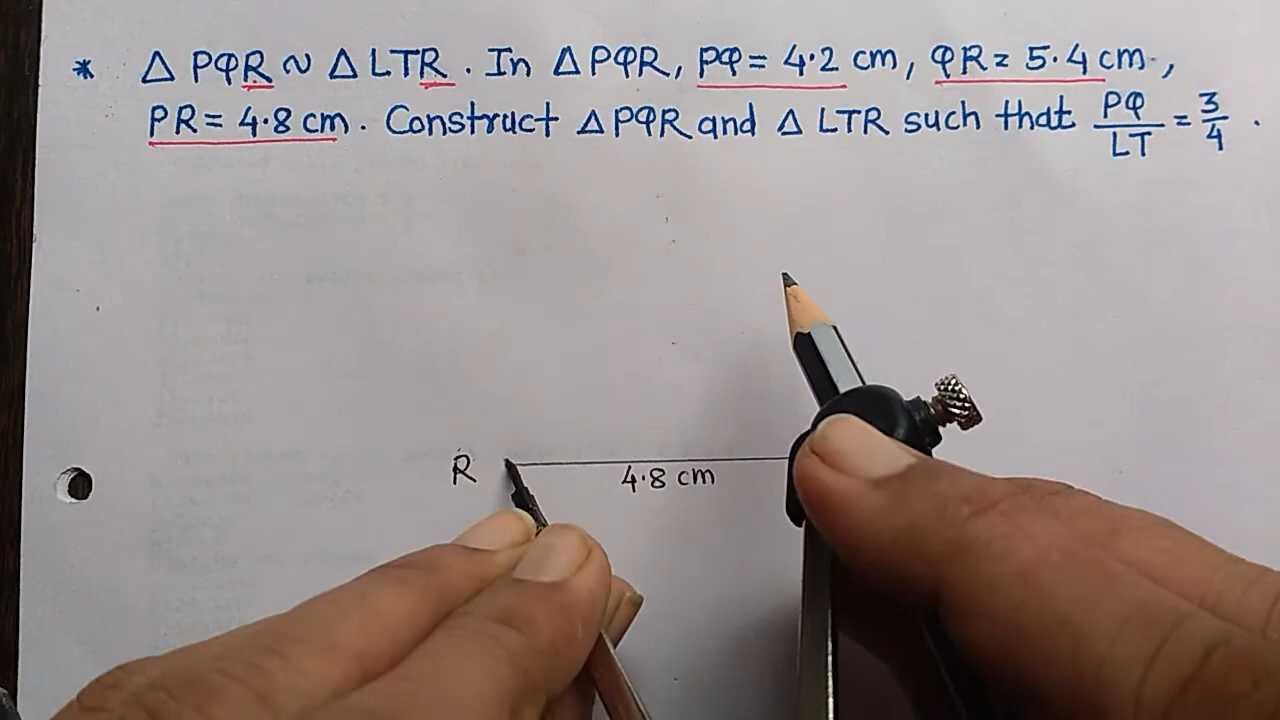 * △ PQR ~ △ LTR . In △ PQR, PQ = 4.2 cm, QR = 5.4 cm.,
PR = 4.8 cm. Construct △ PQR and △ LTR such that PQ/LT = 3/4 .
R
4.8 cm